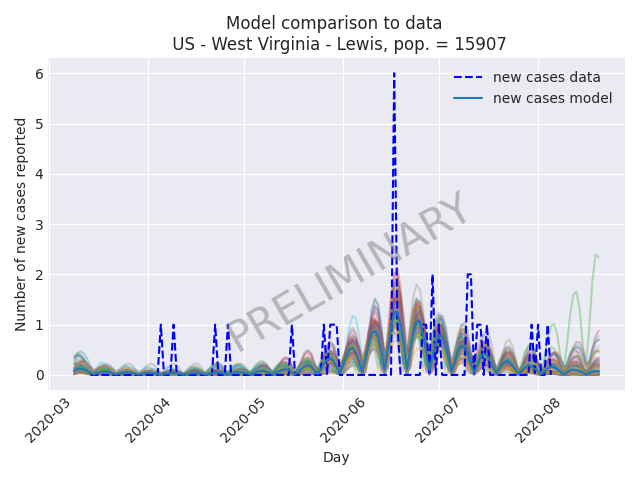 Model comparison to data
US - West Virginia - Lewis, pop. = 15907
6
5
4
3
2
1
0
Number of new cases reported
new cases data
new cases model
PRELIMINARY
2020-03
2020-04
2020-05
2020-06
2020-07
2020-08
Day